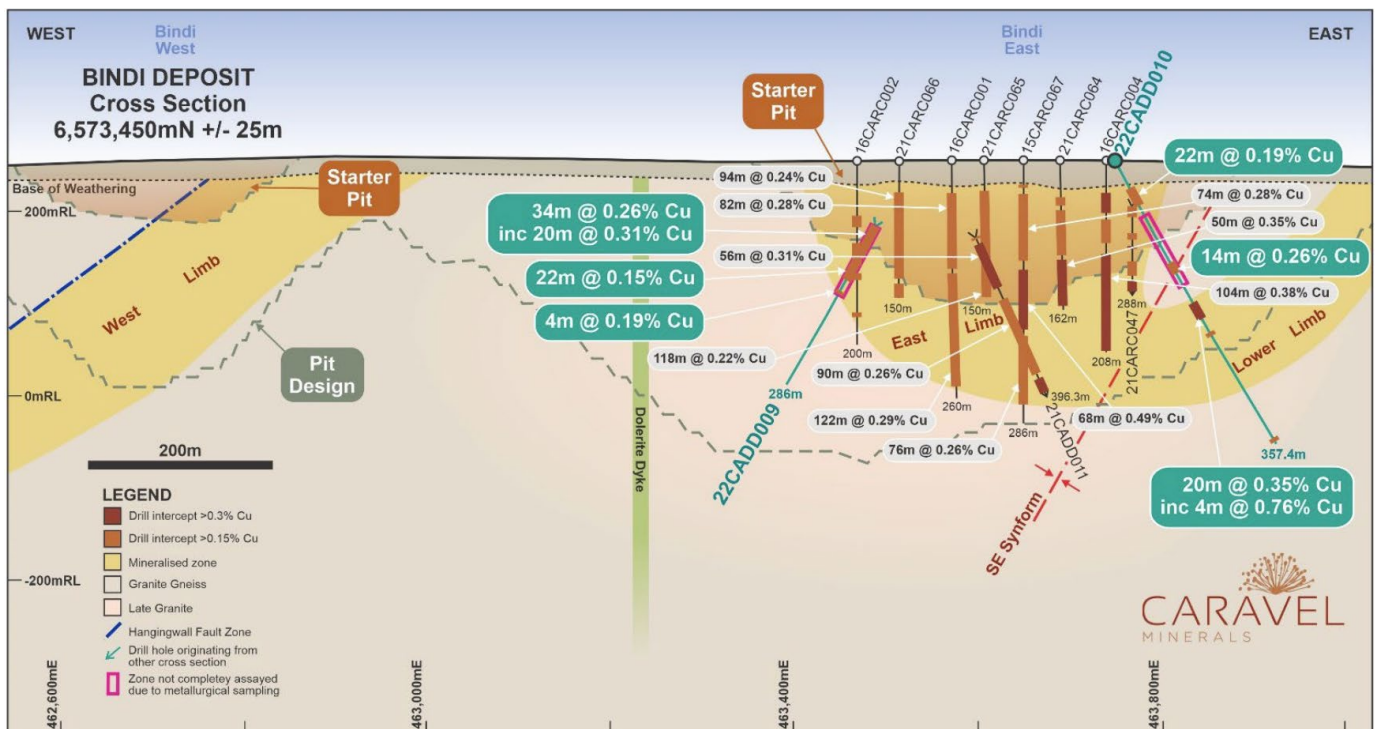 WEST
Bindi
West
Bindi
East
EAST
BINDI DEPOSIT
Cross Section
6,573,450mN +/- 25m
Starter
Pit
16CARC002
21CARC066
16CARC001
21CARC065
15CARC067
21CARC064
16CARC004
22CADD010
22m @ 0.19% Cu
Base of Weathering
200mRL
Starter
Pit
94m @ 0.24% Cu
82m @ 0.28% Cu
74m @ 0.28% Cu
50m @ 0.35% Cu
34m @ 0.26% Cu
inc 20m @ 0.31% Cu
56m @ 0.31% Cu
14m @ 0.26% Cu
22m @ 0.15% Cu
104m @ 0.38% Cu
4m @ 0.19% Cu
West
Limb
East
Limb
Lower
Limb
150m
150m
162m
288m
200m
208m
21CARC047
118m @ 0.22% Cu
90m @ 0.26% Cu
Pit
Design
0mRL
286m
260m
396.3m
122m @ 0.29% Cu
68m @ 0.49% Cu
286m
21CADD011
76m @ 0.26% Cu
22CADD009
357.4m
Dolerite Dyke
200m
20m @ 0.35% Cu
inc 4m @ 0.76% Cu
SE Synform
LEGEND
Drill intercept >0.3% Cu
Drill intercept >0.15% Cu
Mineralised zone
Granite Gneiss
Late Granite
Hangingwall Fault Zone
Drill hole originating from
other cross section
Zone not completey assayed
due to metallurgical sampling
-200mRL
CARAVEL
MINERALS
462,600mE
463,000mE
463,400mE
463,800mE